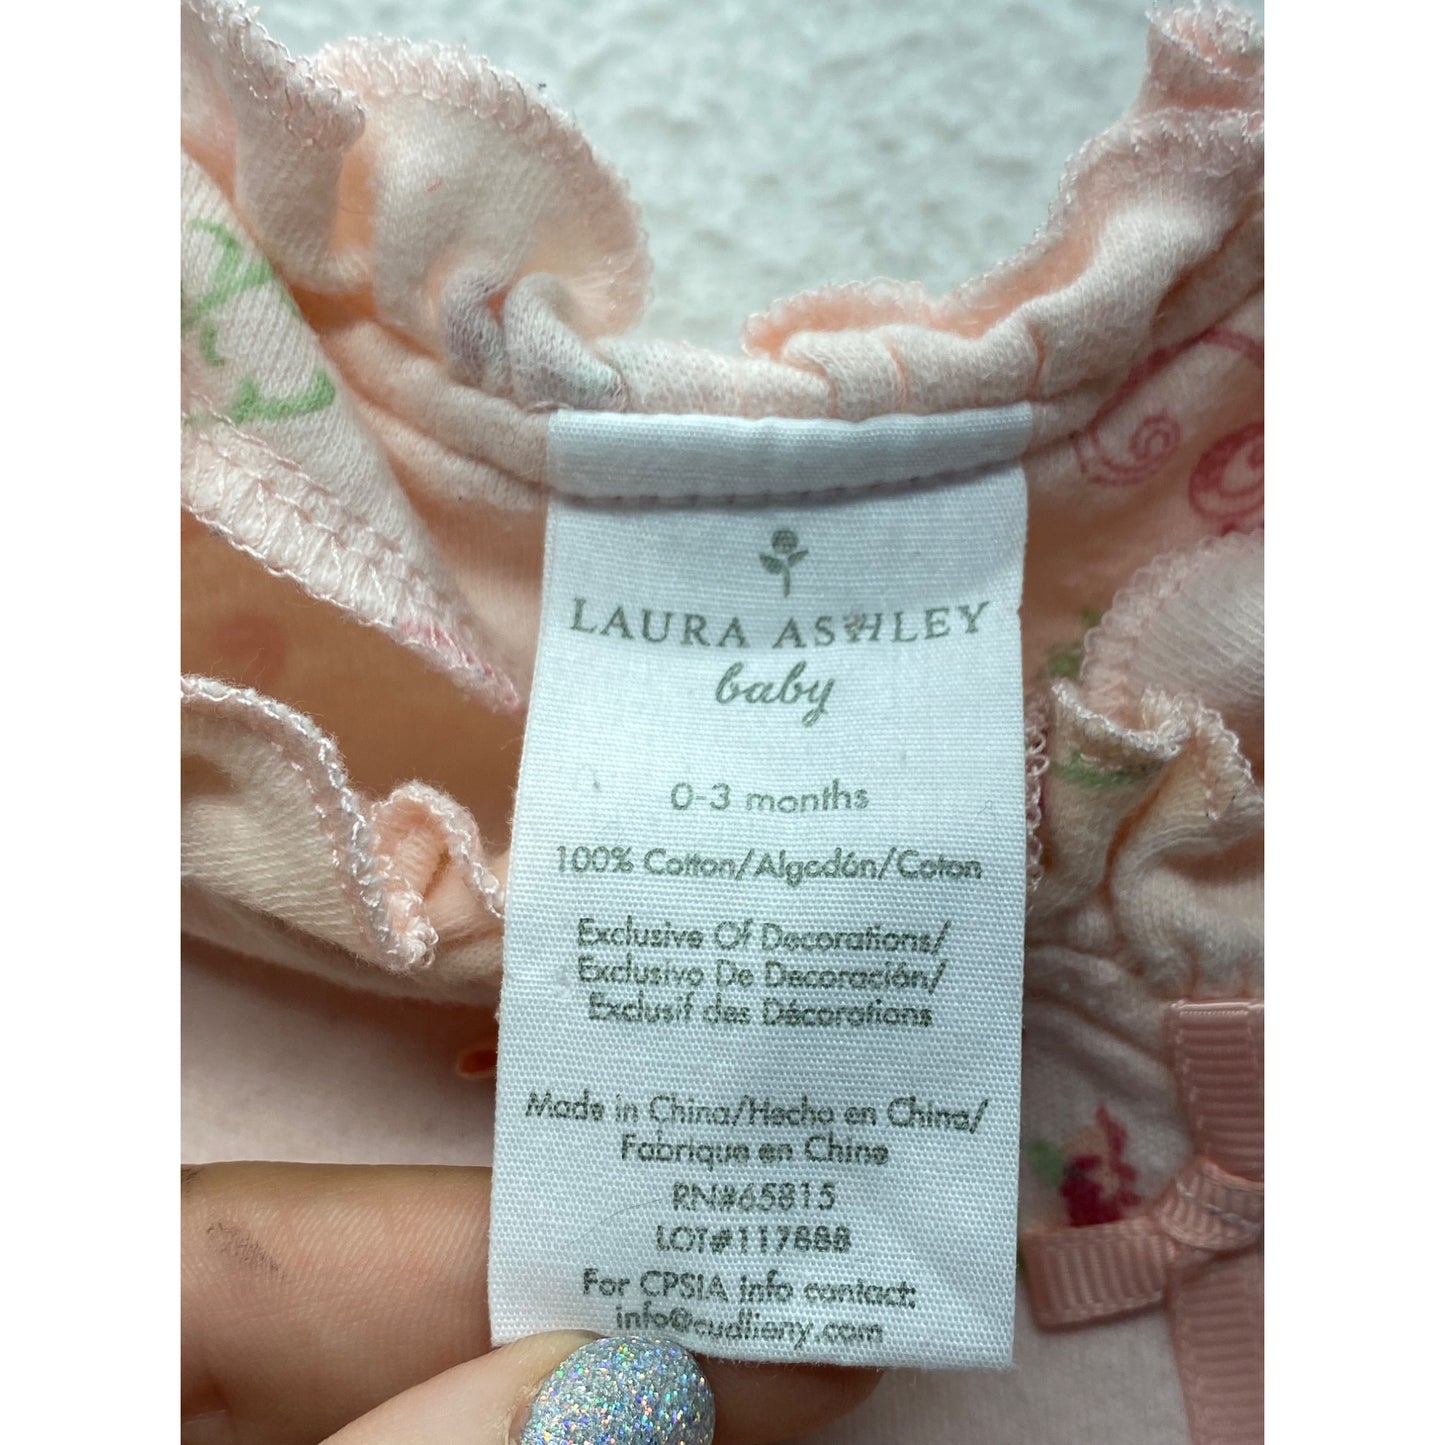 LAURA ASHLEY
baby
0-3 months
100% Cotton/Algodón/Coton
Exclusive Of Decorations/
Exclusivo De Decoración/
Exclusif des Décorations
Made in China/Hecho en China/
Fabrique en Chine
RN#65815
LOT#117888
For CPSIA info contact:
info@cudlieny.com